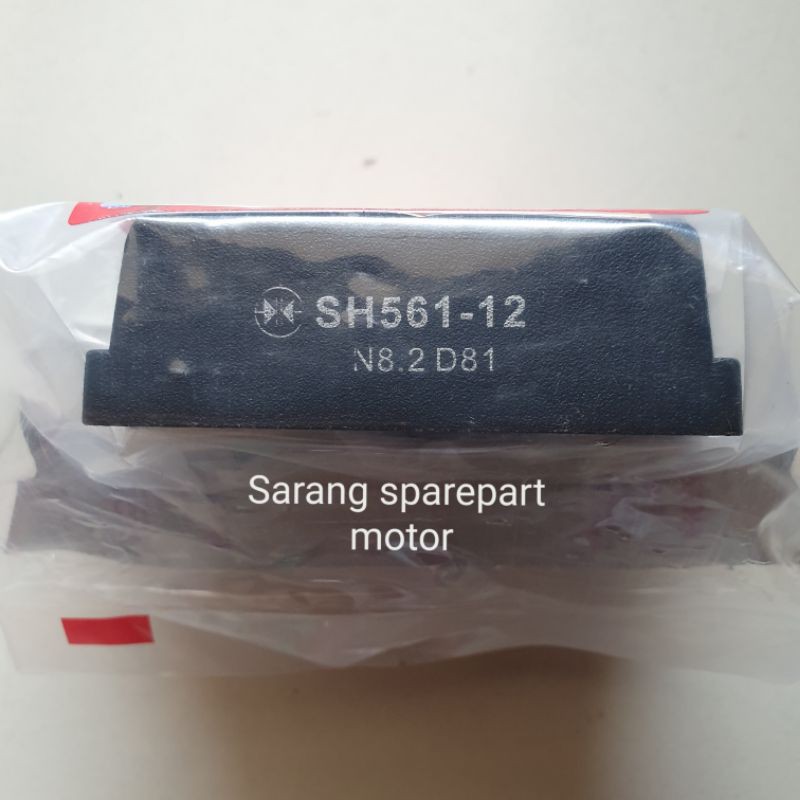 SH561-12
N8.2 D81
Sarang sparepart
motor